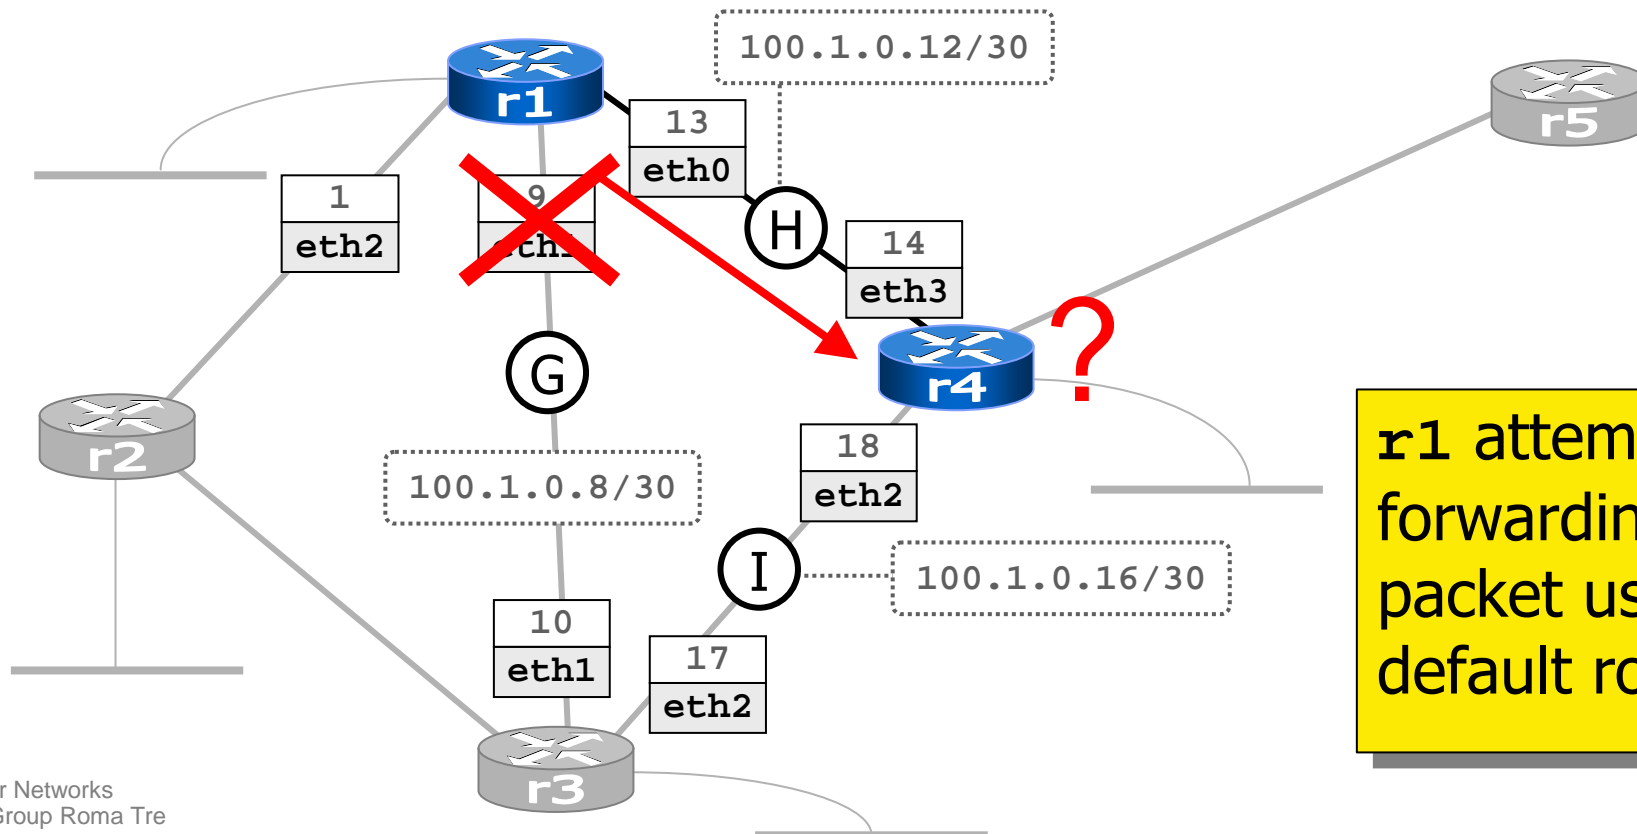 100.1.0.12/30
r1
r5
13
eth0
1
eth2
9
H
14
eth3
?
G
r4
r2
18
eth2
100.1.0.8/30
I
100.1.0.16/30
10
eth1
17
eth2
r3
r1 attem
forwardin
packet us
default ro
r Networks
Group Roma Tre